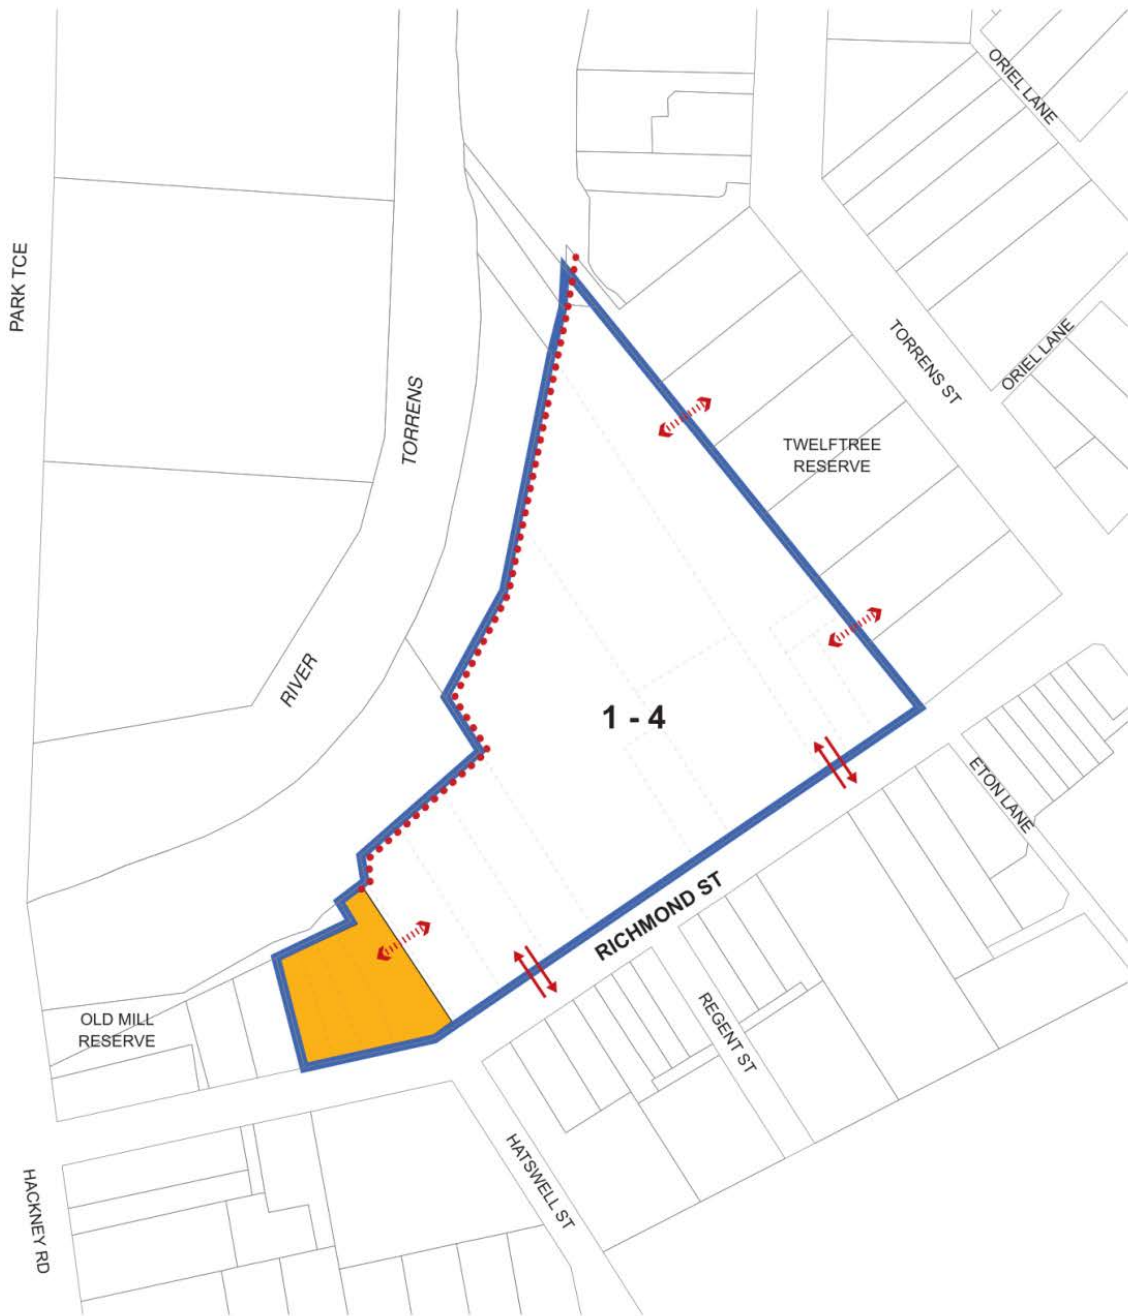 ORIEL LANE
PARK TCE
TORRENS ST
ORIEL LANE
TORRENS
TWELFTREE
RESERVE
RIVER
1 - 4
ETON LANE
RICHMOND ST
OLD MILL
RESERVE
REGENT ST
HATSWELL ST
HACKNEY RD